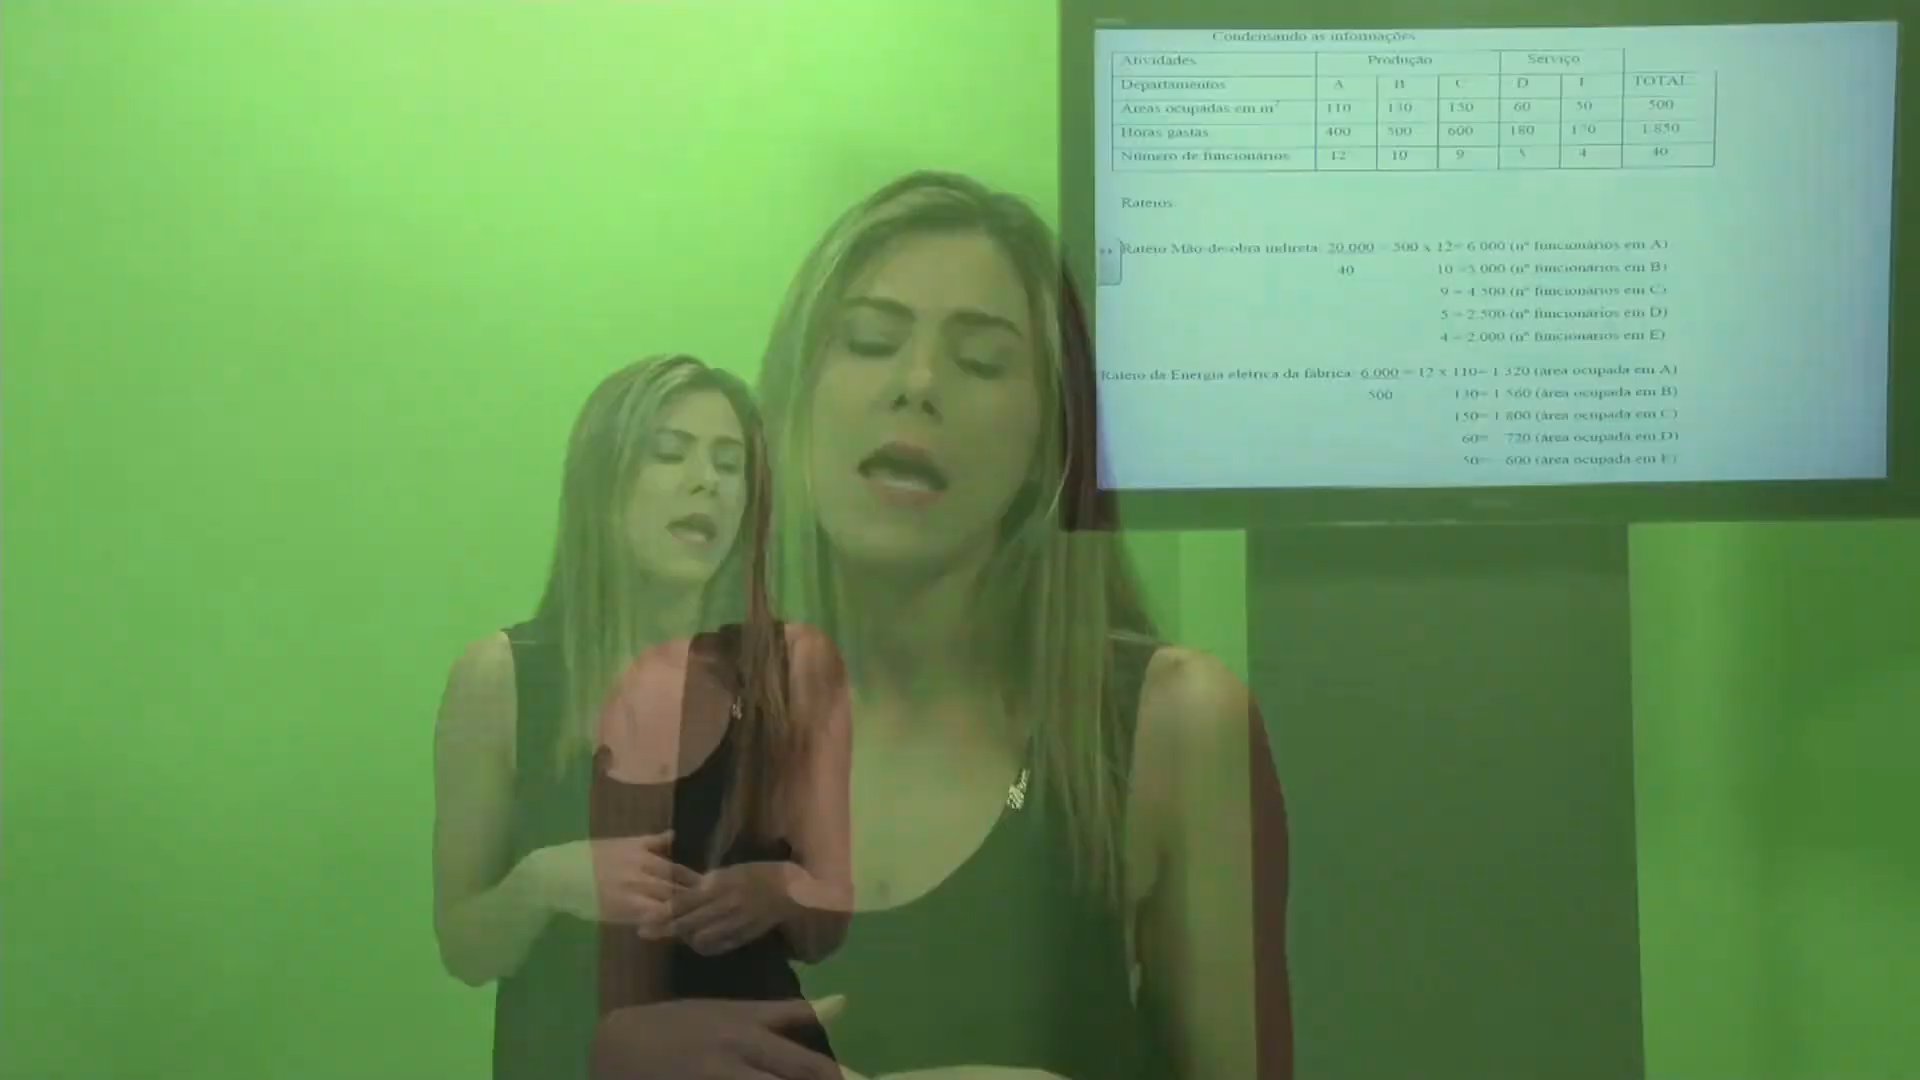 Condensando as informações
Atividades Produção Serviço
Departamentos A B C D E TOTAL
Áreas ocupadas em m² 110 130 150 60 50 500
Horas gastas 400 500 600 180 170 1.850
Número de funcionários 12 10 9 5 4 40
Rateios
Rateio Mão-de-obra indireta: 20.000 = 500 x 12= 6.000 (nº funcionários em A)
40 10 =5.000 (nº funcionários em B)
9 = 4.500 (nº funcionários em C)
5 = 2.500 (nº funcionários em D)
4 = 2.000 (nº funcionários em E)
Rateio da Energia elétrica da fábrica: 6.000 = 12 x 110= 1.320 (área ocupada em A)
500 130= 1.560 (área ocupada em B)
150= 1.800 (área ocupada em C)
60= 720 (área ocupada em D)
50= 600 (área ocupada em E)